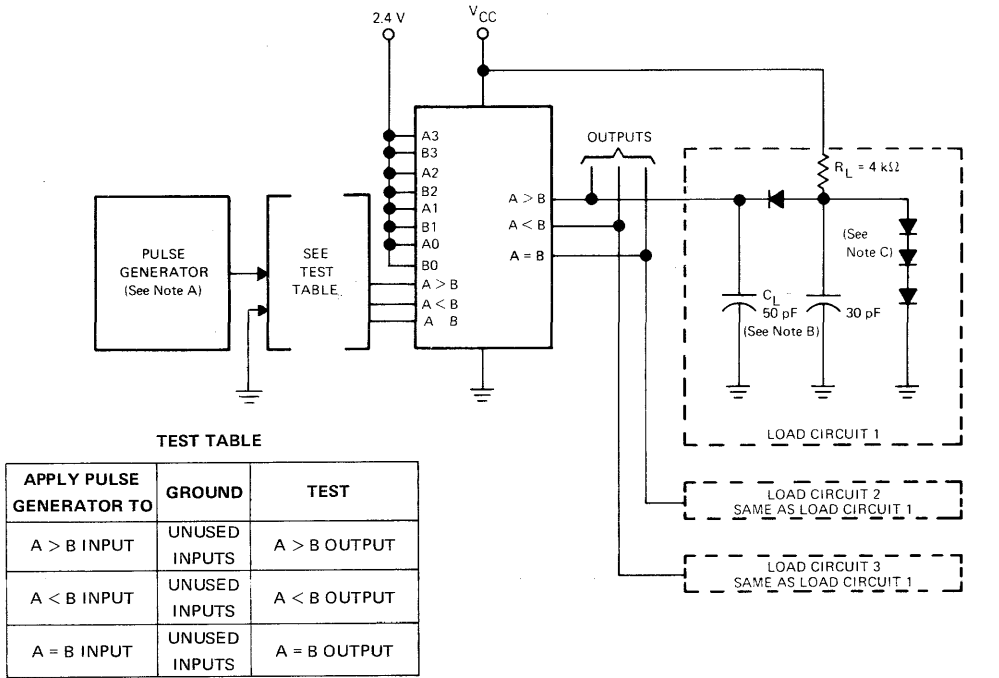 2.4 V
VCC
A3
B3
A2
B2
A1
B1
A0
B0
A > B
A < B
A B
A > B
A < B
A = B
OUTPUTS
PULSE
GENERATOR
(See Note A)
SEE
TEST
TABLE
RL = 4 kΩ
(See
Note C)
CL
50 pF
(See Note B)
30 pF
LOAD CIRCUIT 1
LOAD CIRCUIT 2
SAME AS LOAD CIRCUIT 1
LOAD CIRCUIT 3
SAME AS LOAD CIRCUIT 1
TEST TABLE
APPLY PULSE
GENERATOR TO
GROUND
TEST
A > B INPUT
UNUSED
INPUTS
A > B OUTPUT
A < B INPUT
UNUSED
INPUTS
A < B OUTPUT
A = B INPUT
UNUSED
INPUTS
A = B OUTPUT